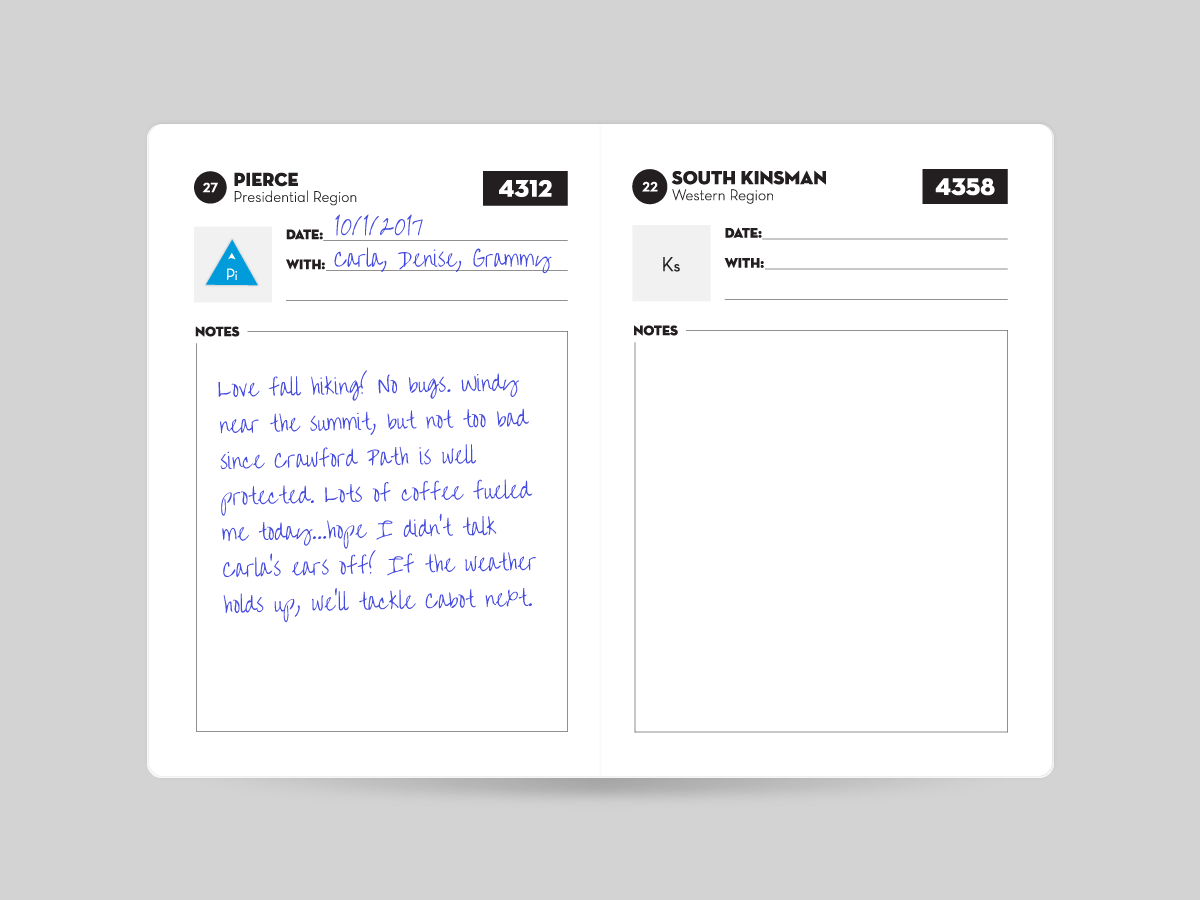 27 PIERCE 4312
Presidential Region
DATE: 10/1/2017
WITH: Carla, Denise, Grammy
Pi
NOTES
Love fall hiking! No bugs. Windy
near the summit, but not too bad
since Crawford Path is well
protected. Lots of coffee fueled
me today...hope I didn't talk
Carla's ears off! If the weather
holds up, we'll tackle Cabot next.
22 SOUTH KINSMAN 4358
Western Region
DATE:
WITH:
Ks
NOTES